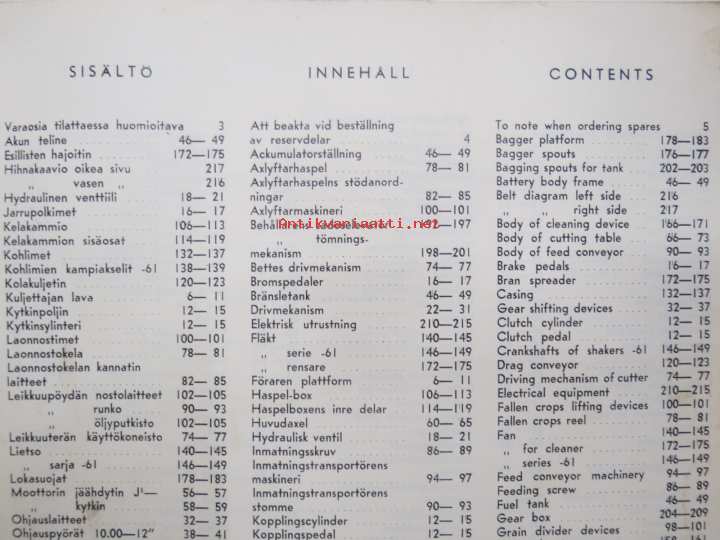 SISÄLTÖ
Varaosia tilattaessa huomioitava 3
Akun teline 46— 49
Esillisten hajoitin 172—175
Hihnakaavio oikea sivu 217
„ vasen „ 216
Hydraulinen venttiili 18— 21
Jarrupolkimet 16— 17
Kelakammio 106—113
Kelakammion sisäosat 114—119
Kohlimet 132—137
Kohlimien kampiakselit -61 138—139
Kolakuljetin 120—123
Kuljettajan lava 6— 11
Kytkinpoljin 12— 15
Kytkinsylinteri 12— 15
Laonnostimet 100—101
Laonnostokela 78— 81
Laonnostokelan kannatin
laitteet 82— 85
Leikkuupöydän nostolaitteet 102—105
„ runko 90— 93
„ öljyputkisto 102—105
Leikkuuterän käyttökoneisto 74— 77
Lietso 140—145
„ sarja -61 146—149
Lokasuojat 178—183
Moottorin jäähdytin J:— 56— 57
„ kytkin 58— 59
Ohjauslaitteet 32— 37
Ohjauspyörät 10.00—12" 38— 41
INNEHALL
Att beakta vid beställning
av reservdelar 4
Ackumulatorställning 46— 49
Axlyftarhaspel 78— 81
Axlyftarhaspelns stödanord-
ningar 82— 85
Axlyftarmaskineri 100—101
Behållarens sädeselevator 192—197
„ tömnings-
mekanism 198—201
Bettes drivmekanism 74— 77
Bromspedaler 16— 17
Bränsletank 46— 49
Drivmekanism 22— 31
Elektrisk utrustning 210—215
Fläkt 140—145
„ serie -61 146—149
„ rensare 172—175
Föraren plattform 6— 11
Haspel-box 106—113
Haspelboxens inre delar 114—119
Huvudaxel 60— 65
Hydraulisk ventil 18— 21
Inmatningsskruv 86— 89
Inmatningstransportörens
maskineri 94— 97
Inmatningstransportörens
stomme 90— 93
Kopplingscylinder 12— 15
Kopplingspedal 12— 15
CONTENTS
To note when ordering spares 5
Bagger platform 178—183
Bagger spouts 176—177
Bagging spouts for tank 202—203
Battery body frame 46— 49
Belt diagram left side 216
„ „ right side 217
Body of cleaning device 166—171
Body of cutting table 66— 73
Body of feed conveyor 90— 93
Brake pedals 16— 17
Bran spreader 172—175
Casing 132—137
Gear shifting devices 32— 37
Clutch cylinder 12— 15
Clutch pedal 12— 15
Crankshafts of shakers -61 146—149
Drag conveyor 120—123
Driving mechanism of cutter 74— 77
Electrical equipment 210—215
Fallen crops lifting devices 100—101
Fallen crops reel 78— 81
Fan 140—145
„ for cleaner 172—175
„ series -61 146—149
Feed conveyor machinery 94— 97
Feeding screw 86— 89
Fuel tank 46— 49
Gear box 204—209
Grain divider devices 98—101
Antikvariaatti.net